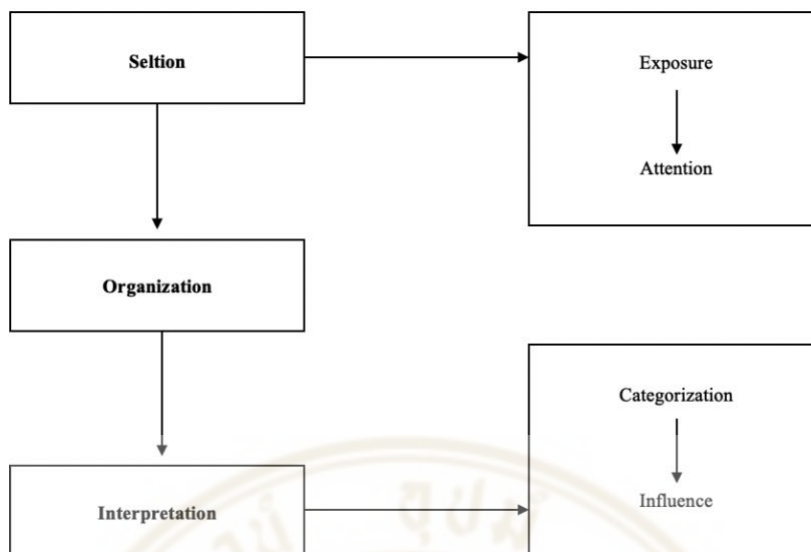 Seltion
Exposure
Attention
Organization
Categorization
Interpretation
Influence